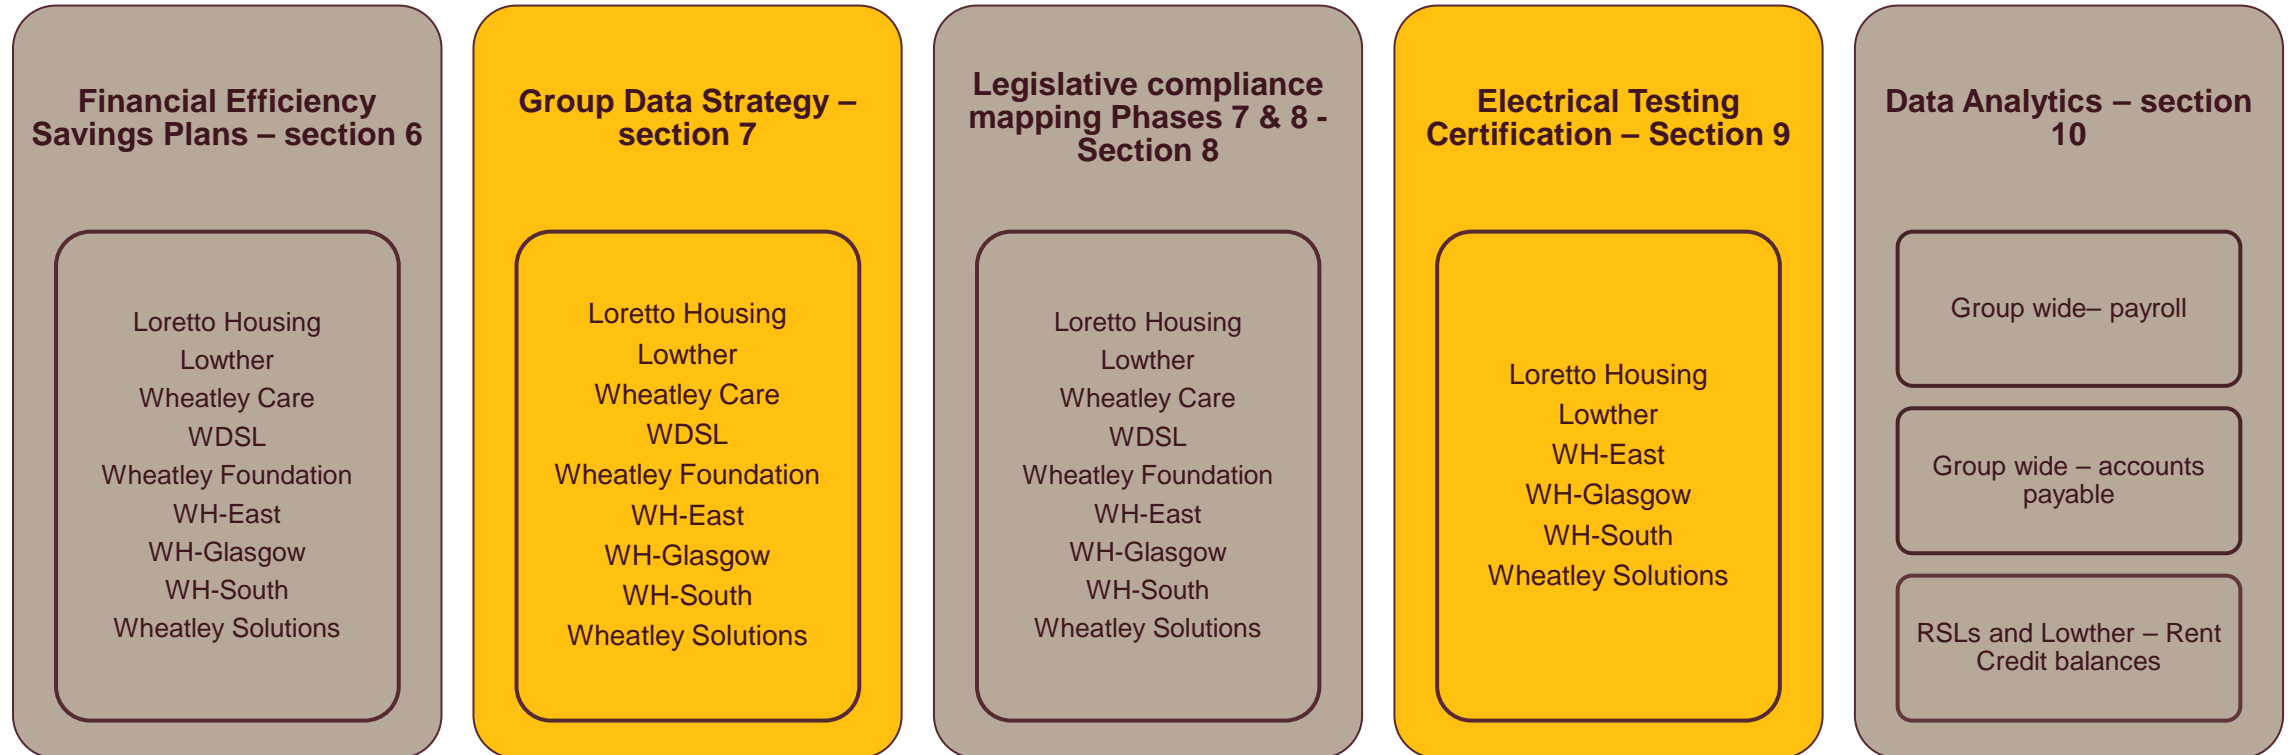 Financial Efficiency
Savings Plans – section 6
Loretto Housing
Lowther
Wheatley Care
WDSL
Wheatley Foundation
WH-East
WH-Glasgow
WH-South
Wheatley Solutions
Group Data Strategy –
section 7
Loretto Housing
Lowther
Wheatley Care
WDSL
Wheatley Foundation
WH-East
WH-Glasgow
WH-South
Wheatley Solutions
Legislative compliance
mapping Phases 7 & 8 -
Section 8
Loretto Housing
Lowther
Wheatley Care
WDSL
Wheatley Foundation
WH-East
WH-Glasgow
WH-South
Wheatley Solutions
Electrical Testing
Certification – Section 9
Loretto Housing
Lowther
WH-East
WH-Glasgow
WH-South
Wheatley Solutions
Data Analytics – section
10
Group wide– payroll
Group wide – accounts
payable
RSLs and Lowther – Rent
Credit balances